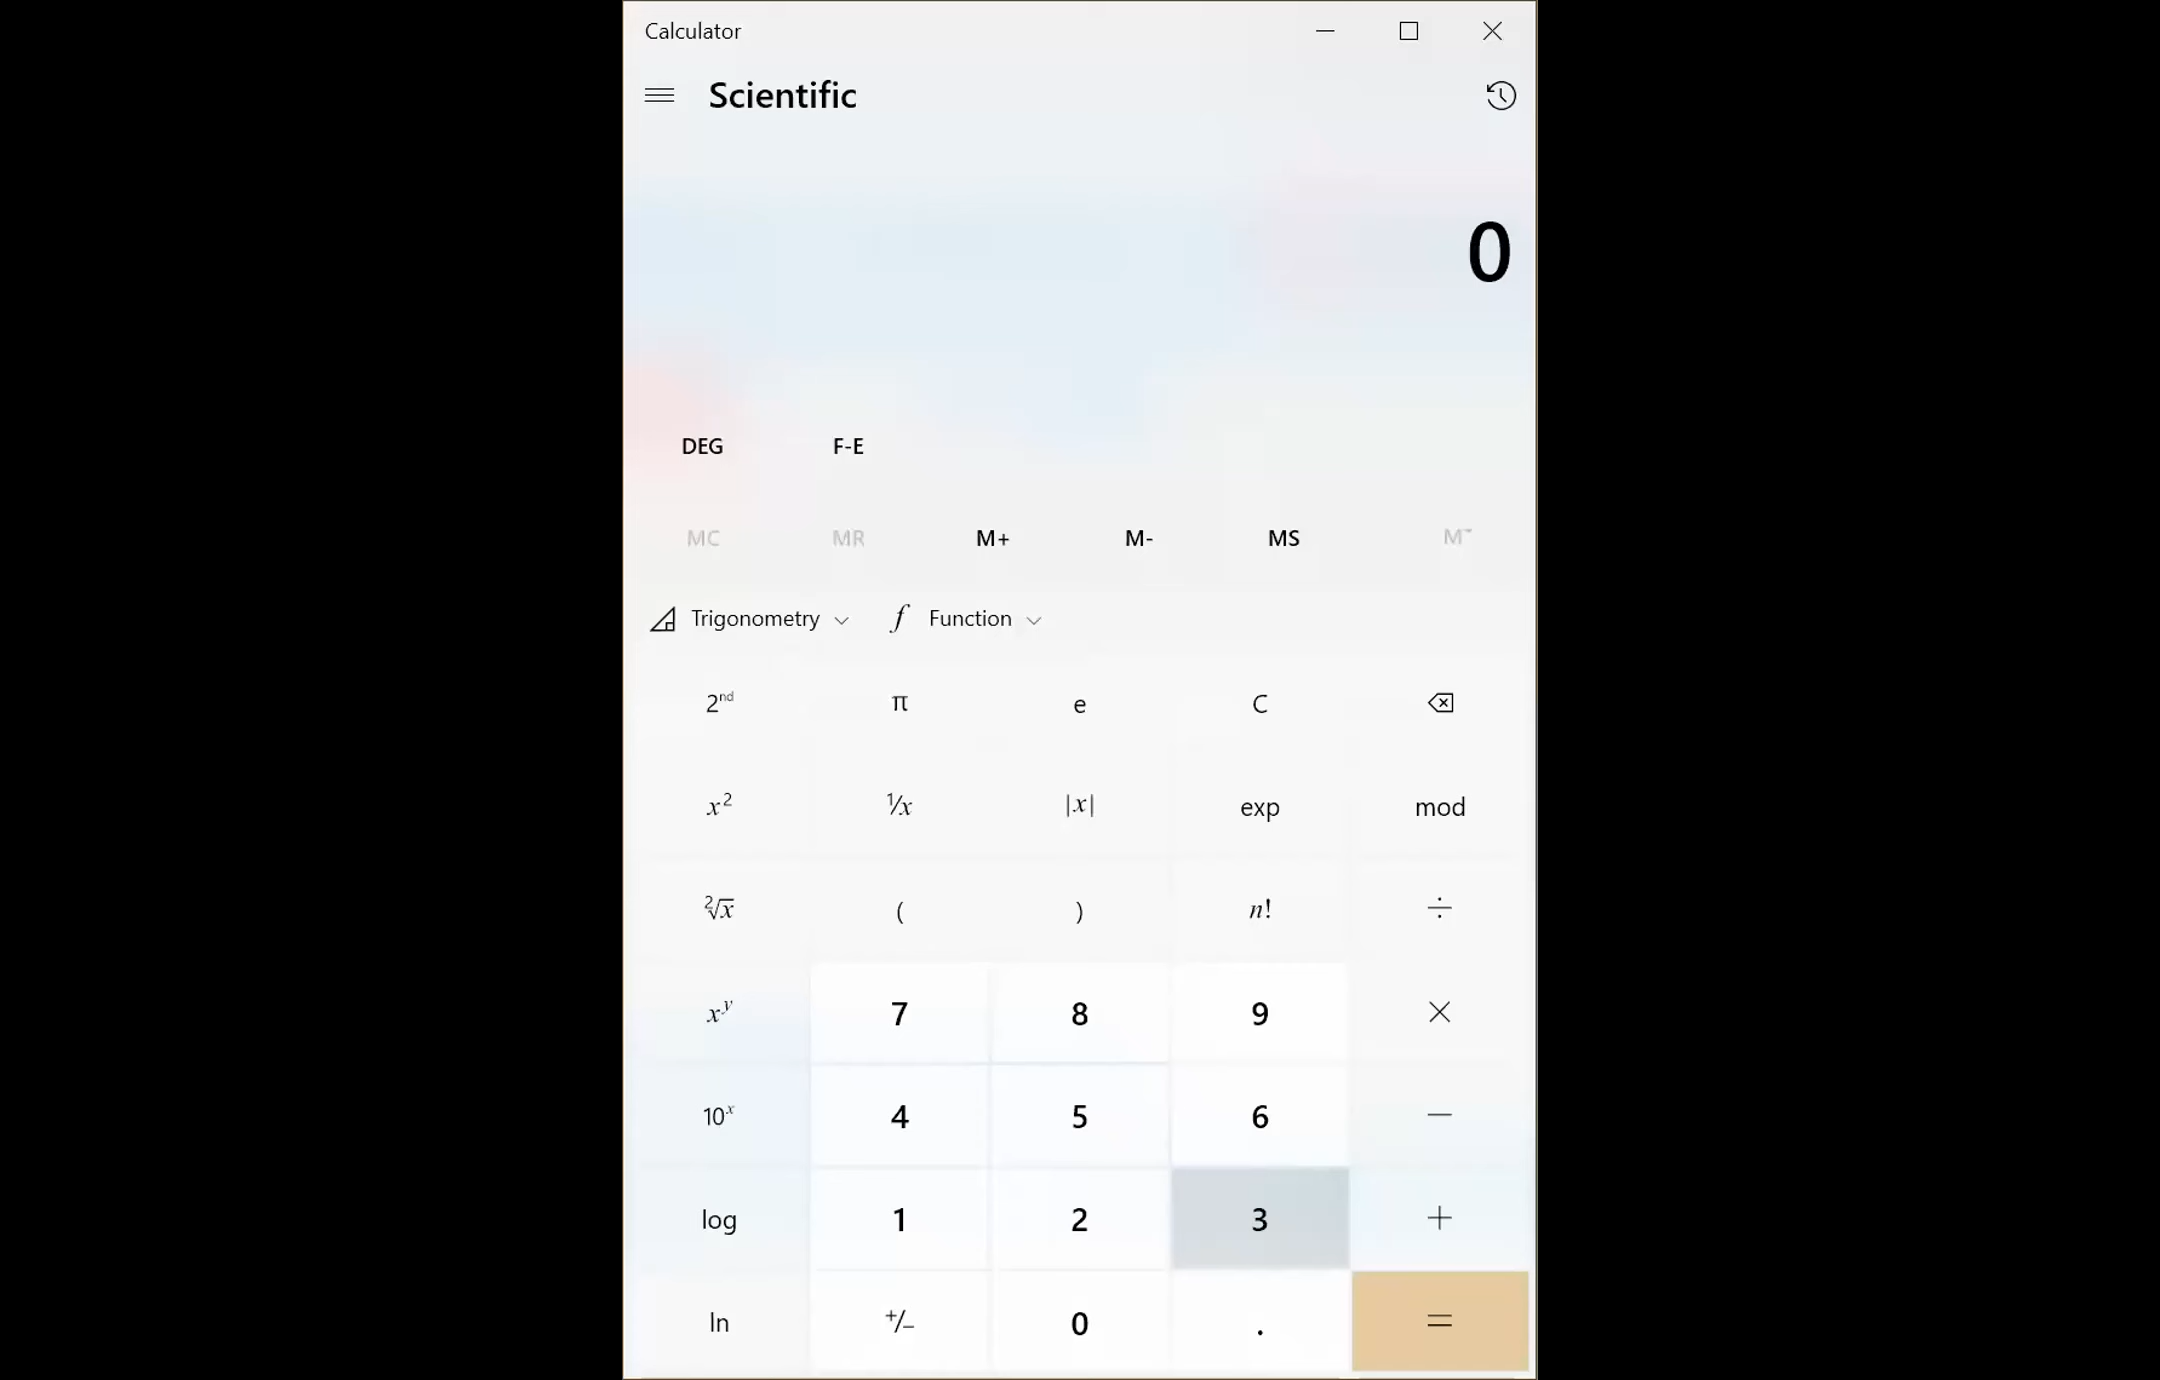 Calculator
Scientific
0
DEG F-E
MC MR M+ M- MS M˅
Trigonometry f Function
2ⁿᵈ π e C
x² ¹/x |x| exp mod
²√x ( ) n! ÷
xʸ 7 8 9 ×
10ˣ 4 5 6 −
log 1 2 3 +
ln +/− 0 . =